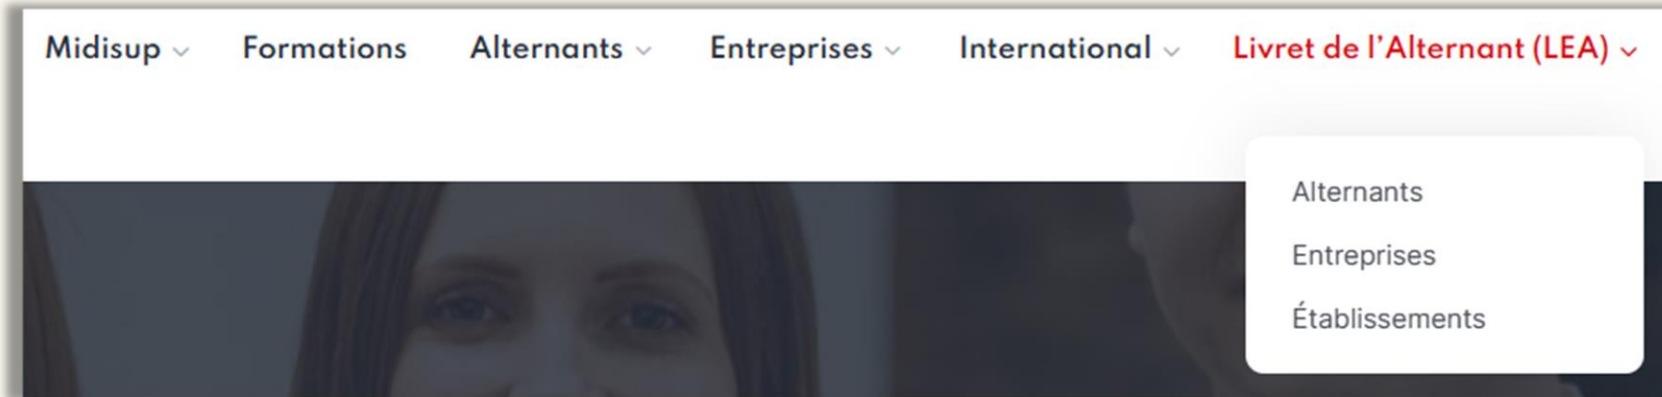 Midisup Formations Alternants Entreprises International Livret de l’Alternant (LEA)
Alternants
Entreprises
Établissements